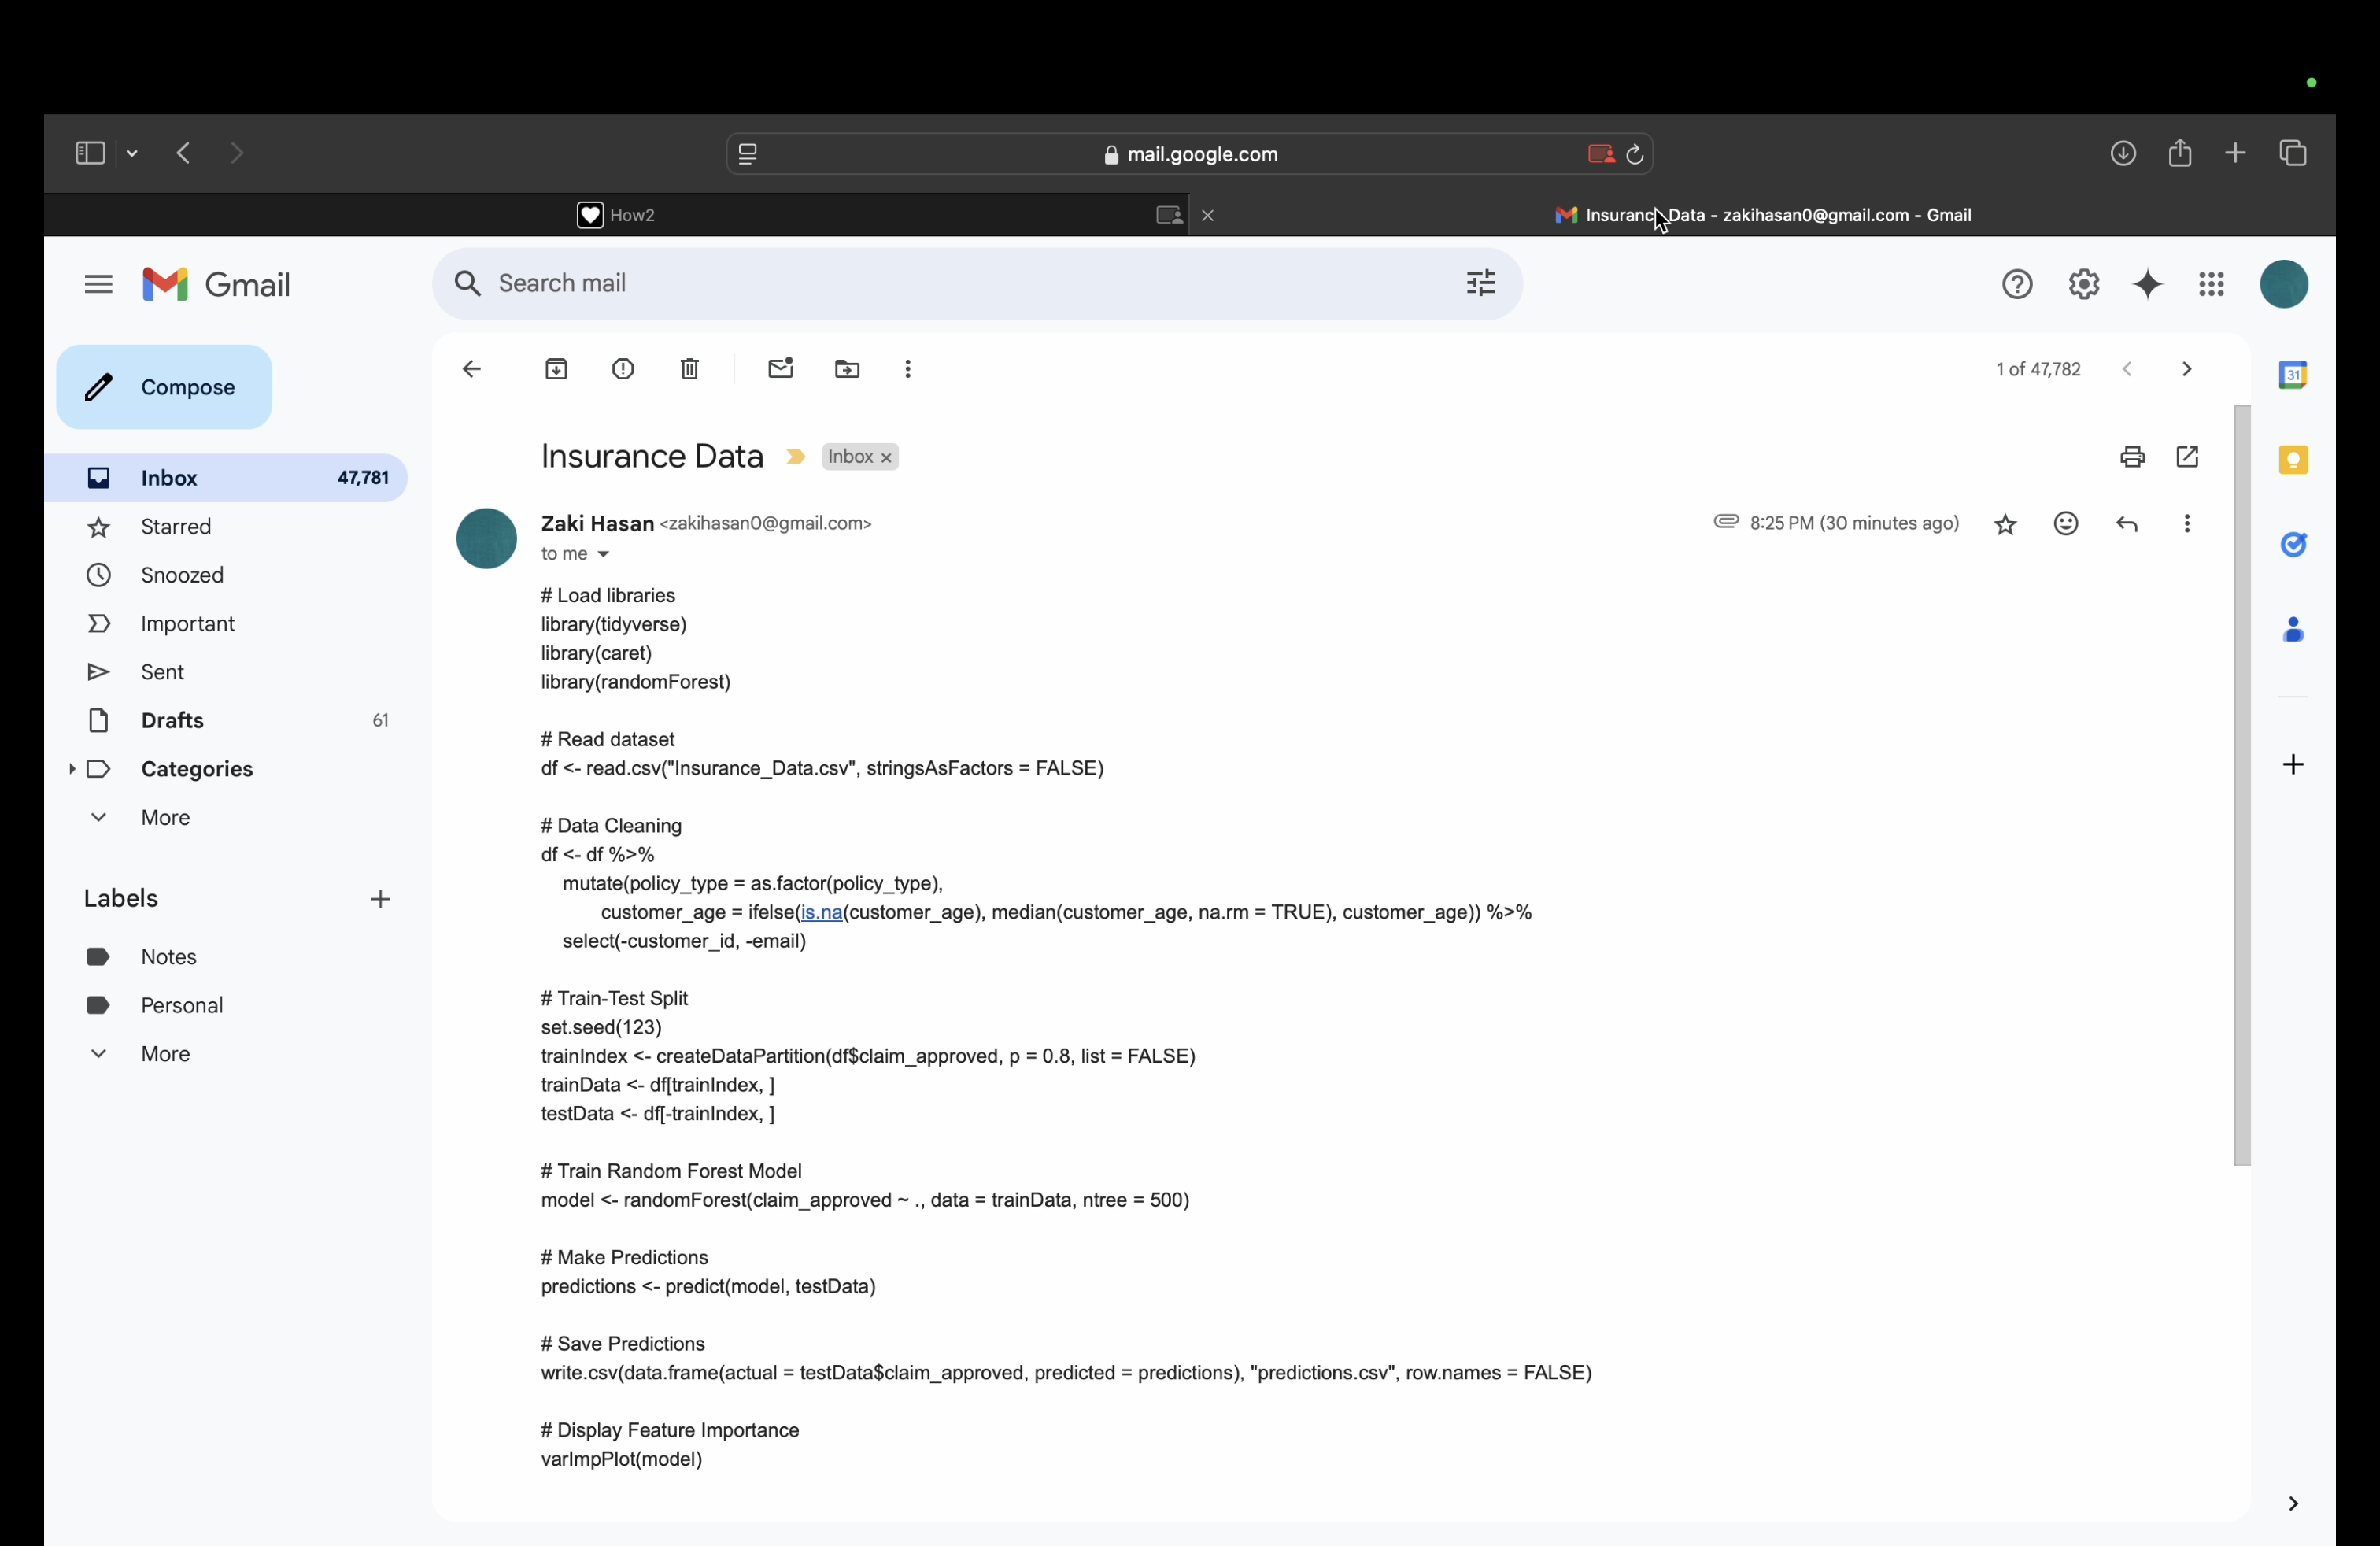 mail.google.com
How2
Insurance Data - zakihasan0@gmail.com - Gmail
Gmail
Search mail
Compose
1 of 47,782
31
Insurance Data
Inbox
Inbox 47,781
Starred
Snoozed
Important
Sent
Drafts 61
Categories
More
Labels
Notes
Personal
More
Zaki Hasan <zakihasan0@gmail.com>
8:25 PM (30 minutes ago)
to me
# Load libraries
library(tidyverse)
library(caret)
library(randomForest)
# Read dataset
df <- read.csv("Insurance_Data.csv", stringsAsFactors = FALSE)
# Data Cleaning
df <- df %>%
mutate(policy_type = as.factor(policy_type),
customer_age = ifelse(is.na(customer_age), median(customer_age, na.rm = TRUE), customer_age)) %>%
select(-customer_id, -email)
# Train-Test Split
set.seed(123)
trainIndex <- createDataPartition(df$claim_approved, p = 0.8, list = FALSE)
trainData <- df[trainIndex, ]
testData <- df[-trainIndex, ]
# Train Random Forest Model
model <- randomForest(claim_approved ~ ., data = trainData, ntree = 500)
# Make Predictions
predictions <- predict(model, testData)
# Save Predictions
write.csv(data.frame(actual = testData$claim_approved, predicted = predictions), "predictions.csv", row.names = FALSE)
# Display Feature Importance
varImpPlot(model)